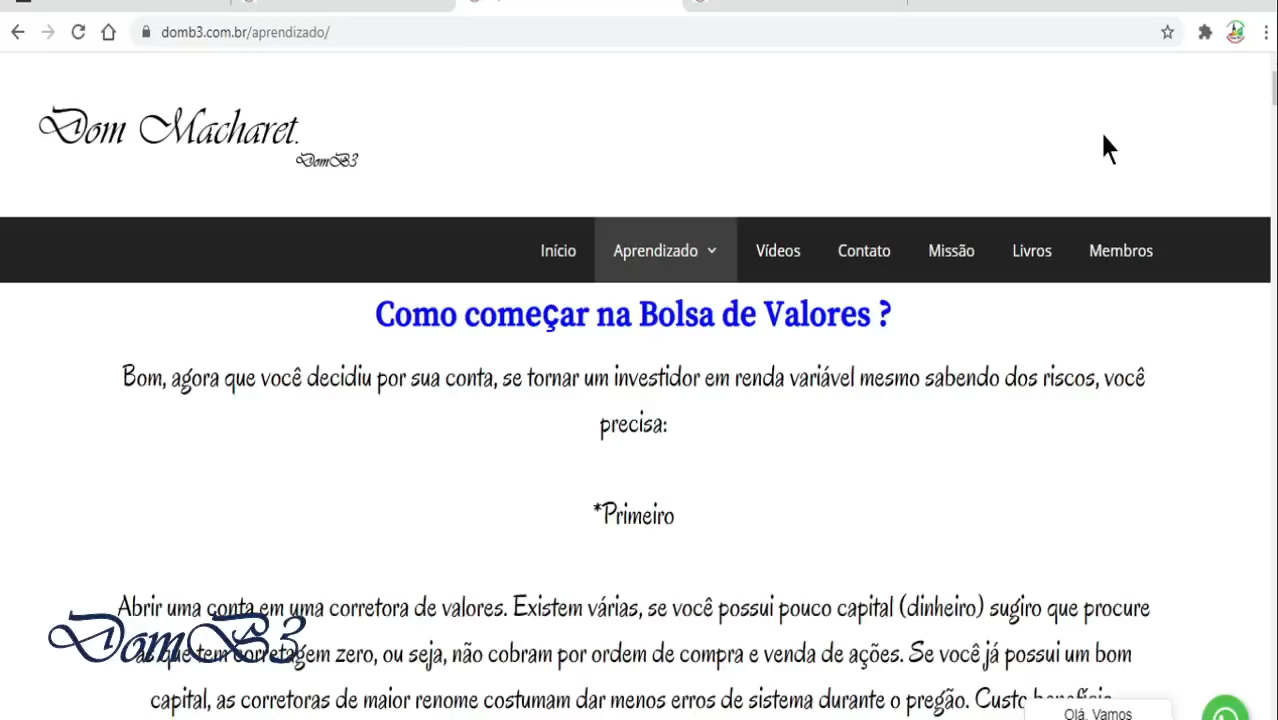 domb3.com.br/aprendizado/
Dom Macharet.
DomB3
Início Aprendizado Vídeos Contato Missão Livros Membros
Como começar na Bolsa de Valores ?
Bom, agora que você decidiu por sua conta, se tornar um investidor em renda variável mesmo sabendo dos riscos, você
precisa:
*Primeiro
Abrir uma conta em uma corretora de valores. Existem várias, se você possui pouco capital (dinheiro) sugiro que procure
as que tem corretagem zero, ou seja, não cobram por ordem de compra e venda de ações. Se você já possui um bom
DomB3
capital, as corretoras de maior renome costumam dar menos erros de sistema durante o pregão. Custo benefício
Olá, Vamos